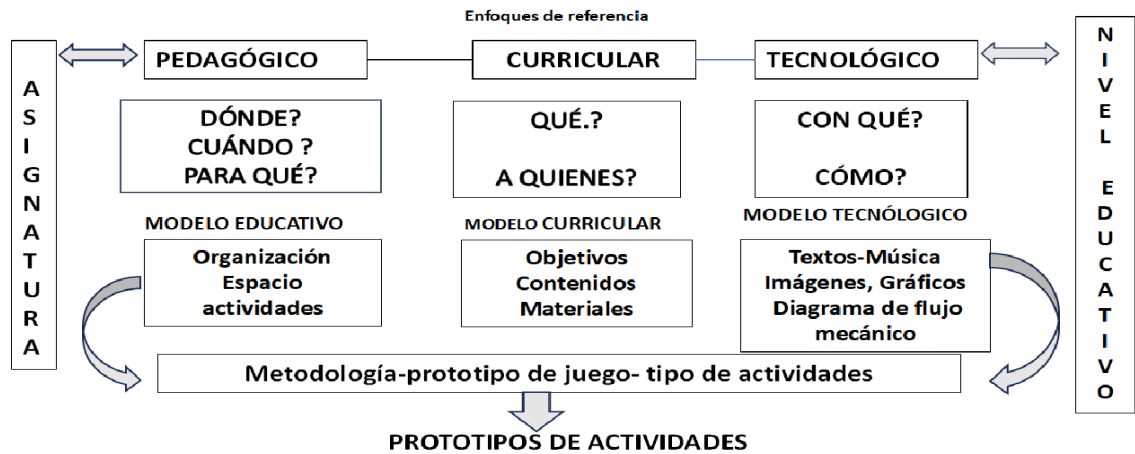 Enfoques de referencia
ASIGNATURA
PEDAGÓGICO
CURRICULAR
TECNOLÓGICO
NIVEL EDUCATIVO
DÓNDE?
CUÁNDO ?
PARA QUÉ?
QUÉ.?
A QUIENES?
CON QUÉ?
CÓMO?
MODELO EDUCATIVO
MODELO CURRICULAR
MODELO TECNÓLOGICO
Organización
Espacio
actividades
Objetivos
Contenidos
Materiales
Textos-Música
Imágenes, Gráficos
Diagrama de flujo
mecánico
Metodología-prototipo de juego- tipo de actividades
PROTOTIPOS DE ACTIVIDADES